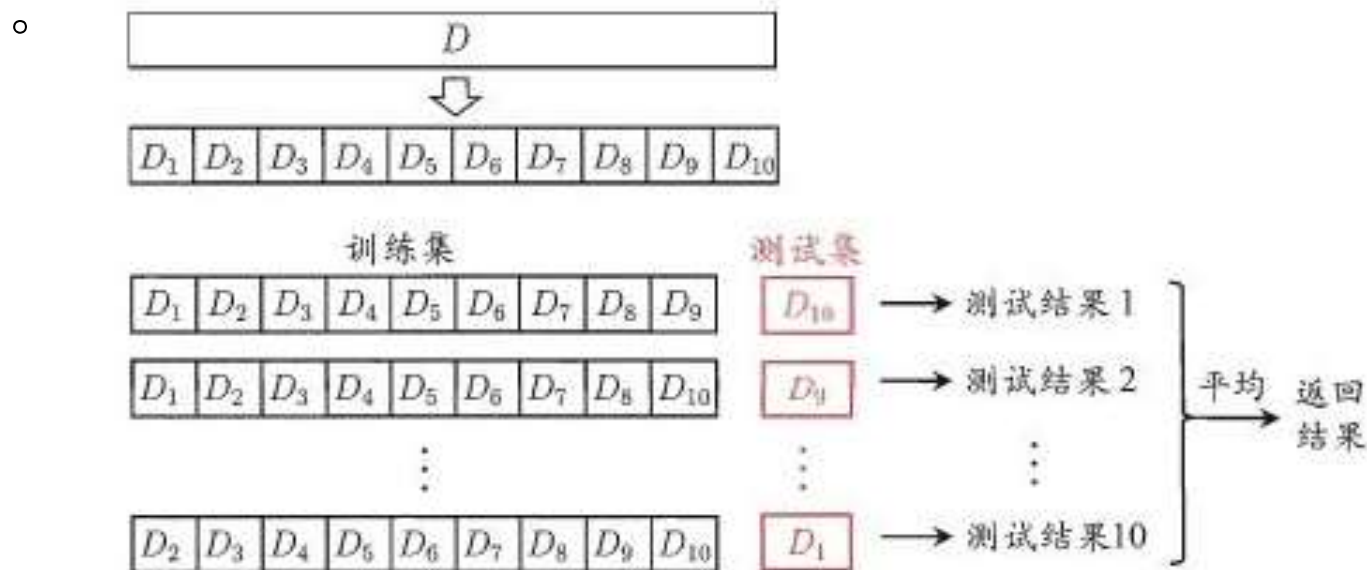 D
D₁ D₂ D₃ D₄ D₅ D₆ D₇ D₈ D₉ D₁₀
训练集 测试集
D₁ D₂ D₃ D₄ D₅ D₆ D₇ D₈ D₉ D₁₀ 测试结果1
D₁ D₂ D₃ D₄ D₅ D₆ D₇ D₈ D₁₀ D₉ 测试结果2
平均 返回
结果
D₂ D₃ D₄ D₅ D₆ D₇ D₈ D₉ D₁₀ D₁ 测试结果10